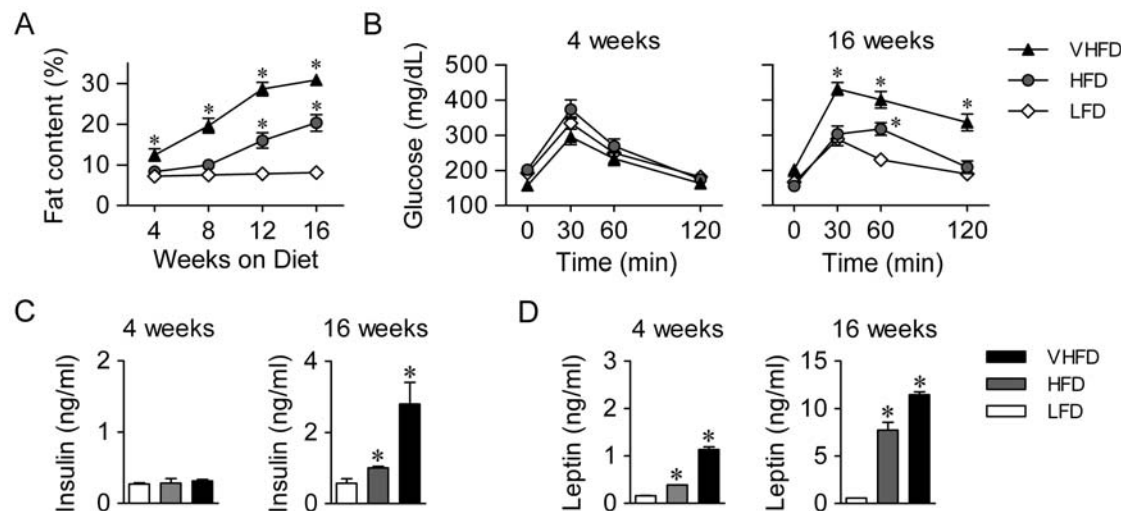 A
Fat content (%)
30
20
10
0
*
*
*
*
*
*
4
8
12
16
Weeks on Diet
B
4 weeks
16 weeks
Glucose (mg/dL)
500
400
300
200
100
0
30
60
120
Time (min)
*
*
*
*
0
30
60
120
Time (min)
VHFD
HFD
LFD
C
4 weeks
Insulin (ng/ml)
2
1
0
16 weeks
Insulin (ng/ml)
4
2
0
*
*
D
4 weeks
Leptin (ng/ml)
3
2
1
0
*
*
16 weeks
Leptin (ng/ml)
15
10
5
0
*
*
VHFD
HFD
LFD